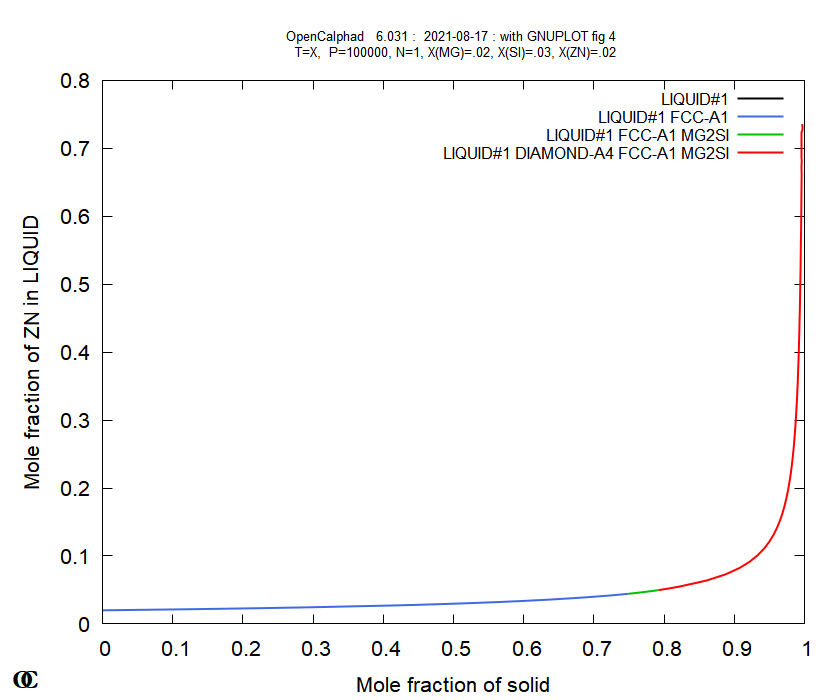 OpenCalphad 6.031 : 2021-08-17 : with GNUPLOT fig 4
T=X, P=100000, N=1, X(MG)=.02, X(SI)=.03, X(ZN)=.02
LIQUID#1
LIQUID#1 FCC-A1
LIQUID#1 FCC-A1 MG2SI
LIQUID#1 DIAMOND-A4 FCC-A1 MG2SI
Mole fraction of ZN in LIQUID
0.8
0.7
0.6
0.5
0.4
0.3
0.2
0.1
0
0 0.1 0.2 0.3 0.4 0.5 0.6 0.7 0.8 0.9 1
Mole fraction of solid
OC